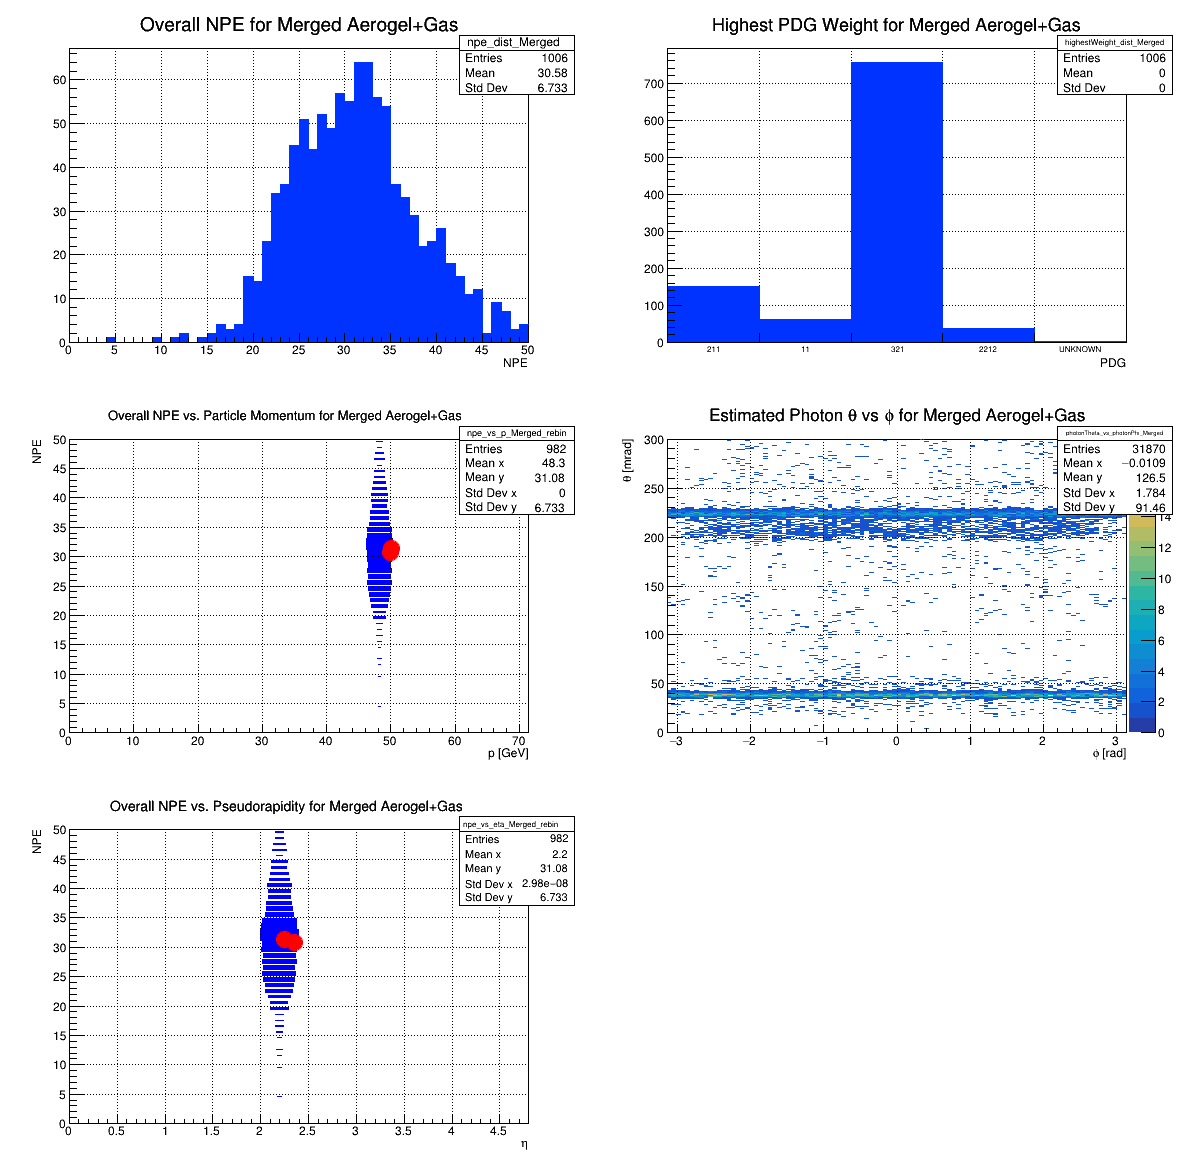 Overall NPE for Merged Aerogel+Gas
npe_dist_Merged
Entries 1006
Mean 30.58
Std Dev 6.733
60
50
40
30
20
10
0
0 5 10 15 20 25 30 35 40 45 50
NPE
Highest PDG Weight for Merged Aerogel+Gas
highestWeight_dist_Merged
Entries 1006
Mean 0
Std Dev 0
700
600
500
400
300
200
100
0
211 11 321 2212 UNKNOWN
PDG
Overall NPE vs. Particle Momentum for Merged Aerogel+Gas
npe_vs_p_Merged_rebin
Entries 982
Mean x 48.3
Mean y 31.08
Std Dev x 0
Std Dev y 6.733
NPE
50
45
40
35
30
25
20
15
10
5
0
0 10 20 30 40 50 60 70
p [GeV]
Estimated Photon θ vs ϕ for Merged Aerogel+Gas
photonTheta_vs_photonPhi_Merged
Entries 31870
Mean x −0.0109
Mean y 126.5
Std Dev x 1.784
Std Dev y 91.46
θ [mrad]
300
250
200
150
100
50
0
−3 −2 −1 0 1 2 3
ϕ [rad]
14
12
10
8
6
4
2
0
Overall NPE vs. Pseudorapidity for Merged Aerogel+Gas
npe_vs_eta_Merged_rebin
Entries 982
Mean x 2.2
Mean y 31.08
Std Dev x 2.98e−08
Std Dev y 6.733
NPE
50
45
40
35
30
25
20
15
10
5
0
0 0.5 1 1.5 2 2.5 3 3.5 4 4.5
η